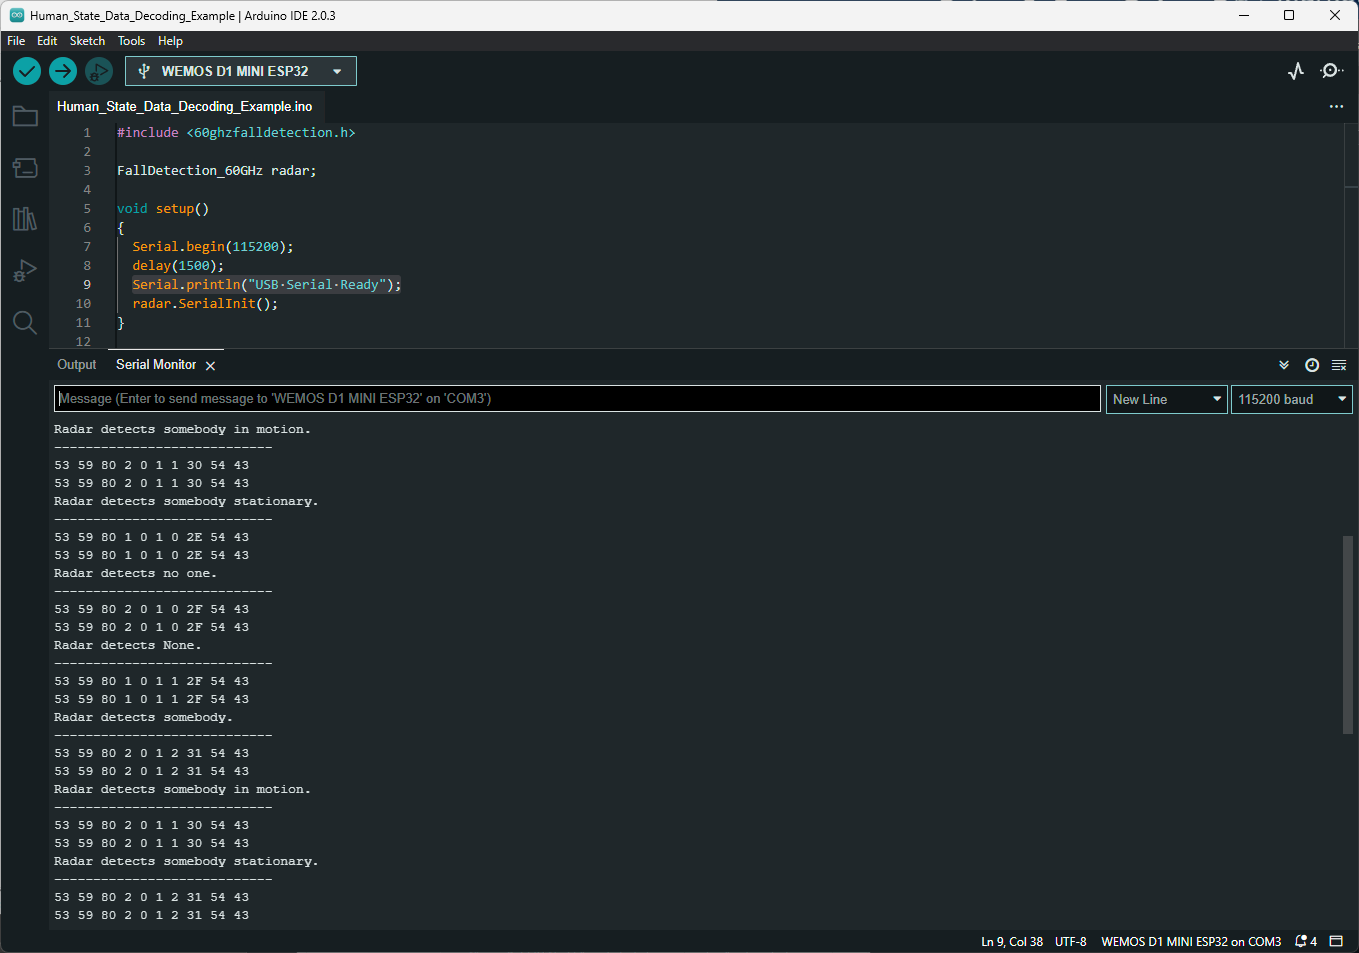 Human_State_Data_Decoding_Example | Arduino IDE 2.0.3
File Edit Sketch Tools Help
WEMOS D1 MINI ESP32
Human_State_Data_Decoding_Example.ino
1 #include <60ghzfalldetection.h>
2
3 FallDetection_60GHz radar;
4
5 void setup()
6 {
7 Serial.begin(115200);
8 delay(1500);
9 Serial.println("USB·Serial·Ready");
10 radar.SerialInit();
11 }
12
Output Serial Monitor
Message (Enter to send message to 'WEMOS D1 MINI ESP32' on 'COM3') New Line 115200 baud
Radar detects somebody in motion.
----------------------------
53 59 80 2 0 1 1 30 54 43
53 59 80 2 0 1 1 30 54 43
Radar detects somebody stationary.
----------------------------
53 59 80 1 0 1 0 2E 54 43
53 59 80 1 0 1 0 2E 54 43
Radar detects no one.
----------------------------
53 59 80 2 0 1 0 2F 54 43
53 59 80 2 0 1 0 2F 54 43
Radar detects None.
----------------------------
53 59 80 1 0 1 1 2F 54 43
53 59 80 1 0 1 1 2F 54 43
Radar detects somebody.
----------------------------
53 59 80 2 0 1 2 31 54 43
53 59 80 2 0 1 2 31 54 43
Radar detects somebody in motion.
----------------------------
53 59 80 2 0 1 1 30 54 43
53 59 80 2 0 1 1 30 54 43
Radar detects somebody stationary.
----------------------------
53 59 80 2 0 1 2 31 54 43
53 59 80 2 0 1 2 31 54 43
Ln 9, Col 38 UTF-8 WEMOS D1 MINI ESP32 on COM3 4